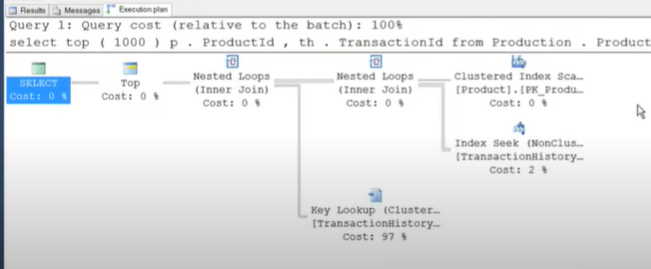 Results Messages Execution plan
Query 1: Query cost (relative to the batch): 100%
select top ( 1000 ) p . ProductId , th . TransactionId from Production . Product
SELECT
Cost: 0 %
Top
Cost: 0 %
Nested Loops
(Inner Join)
Cost: 0 %
Nested Loops
(Inner Join)
Cost: 0 %
Clustered Index Sca…
[Product].[PK_Produ…
Cost: 0 %
Index Seek (NonClus…
[TransactionHistory…
Cost: 2 %
Key Lookup (Cluster…
[TransactionHistory…
Cost: 97 %